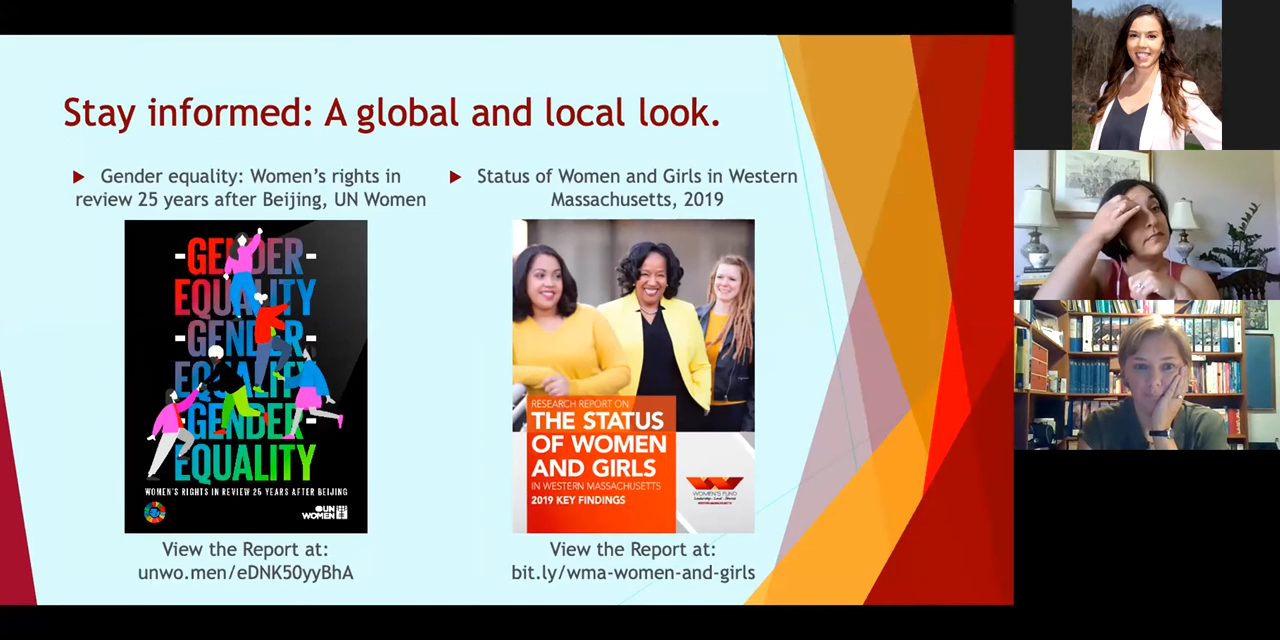 Stay informed: A global and local look.
Gender equality: Women's rights in
review 25 years after Beijing, UN Women
-GENDER-
EQUALITY
-GENDER-
EQUALITY
-GENDER-
EQUALITY
WOMEN'S RIGHTS IN REVIEW 25 YEARS AFTER BEIJING
UN
WOMEN
View the Report at:
unwo.men/eDNK50yyBhA
Status of Women and Girls in Western
Massachusetts, 2019
RESEARCH REPORT ON
THE STATUS
OF WOMEN
AND GIRLS
IN WESTERN MASSACHUSETTS
2019 KEY FINDINGS
WOMEN'S FUND
WESTERN MASSACHUSETTS
View the Report at:
bit.ly/wma-women-and-girls